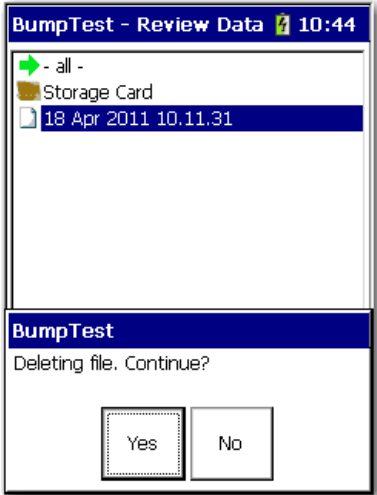 BumpTest - Review Data 10:44
- all -
Storage Card
18 Apr 2011 10.11.31
BumpTest
Deleting file. Continue?
Yes No